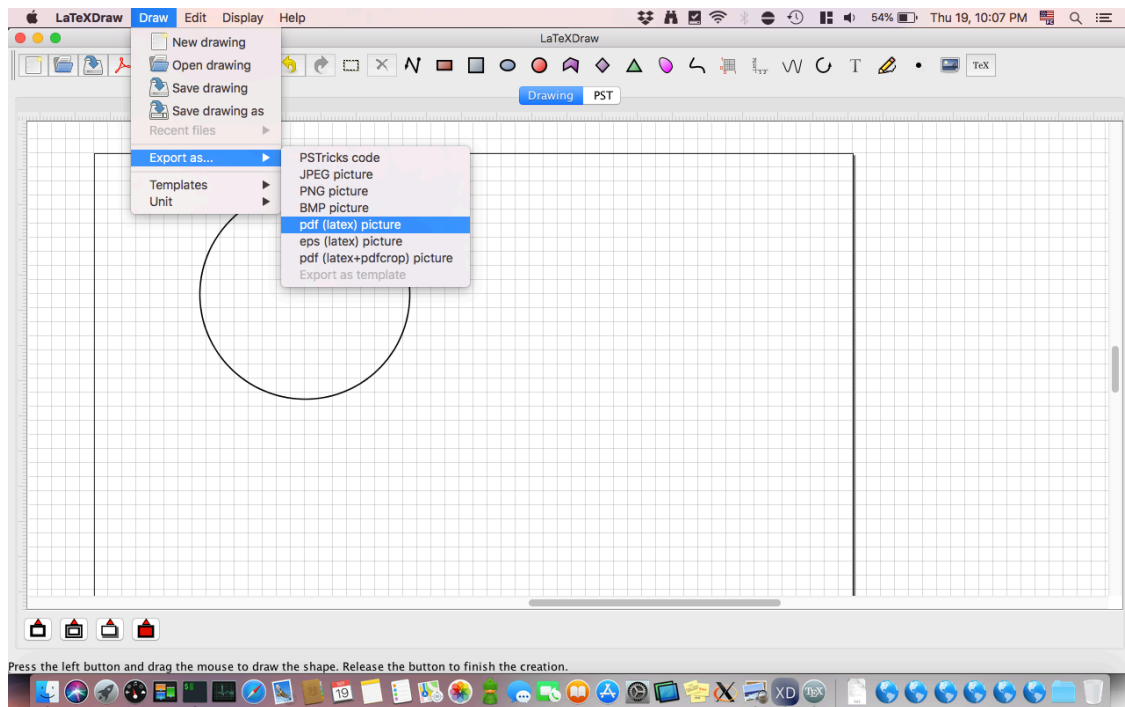 LaTeXDraw Draw Edit Display Help 54% Thu 19, 10:07 PM
LaTeXDraw
New drawing
Open drawing
Save drawing
Save drawing as
Recent files
Export as...
Templates
Unit
T TeX
Drawing PST
PSTricks code
JPEG picture
PNG picture
BMP picture
pdf (latex) picture
eps (latex) picture
pdf (latex+pdfcrop) picture
Export as template
Press the left button and drag the mouse to draw the shape. Release the button to finish the creation.
19 XD TeX